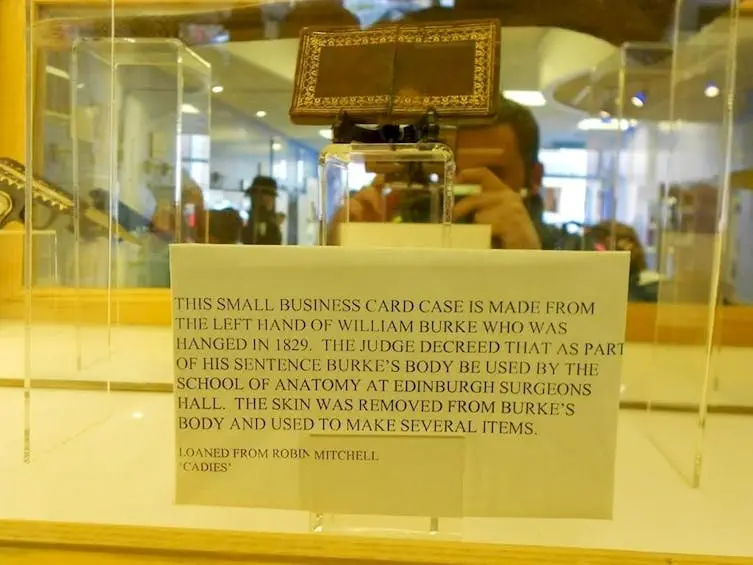 THIS SMALL BUSINESS CARD CASE IS MADE FROM
THE LEFT HAND OF WILLIAM BURKE WHO WAS
HANGED IN 1829. THE JUDGE DECREED THAT AS PART
OF HIS SENTENCE BURKE'S BODY BE USED BY THE
SCHOOL OF ANATOMY AT EDINBURGH SURGEONS
HALL. THE SKIN WAS REMOVED FROM BURKE'S
BODY AND USED TO MAKE SEVERAL ITEMS.
LOANED FROM ROBIN MITCHELL
'CADIES'